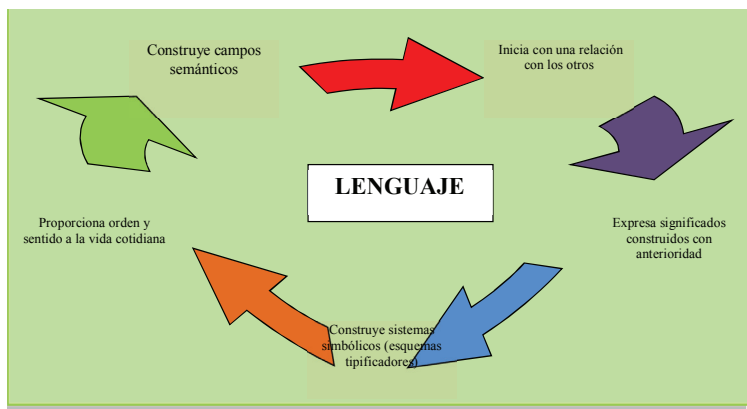 Construye campos
semánticos
Inicia con una relación
con los otros
LENGUAJE
Proporciona orden y
sentido a la vida cotidiana
Expresa significados
construidos con
anterioridad
Construye sistemas
simbólicos (esquemas
tipificadores)